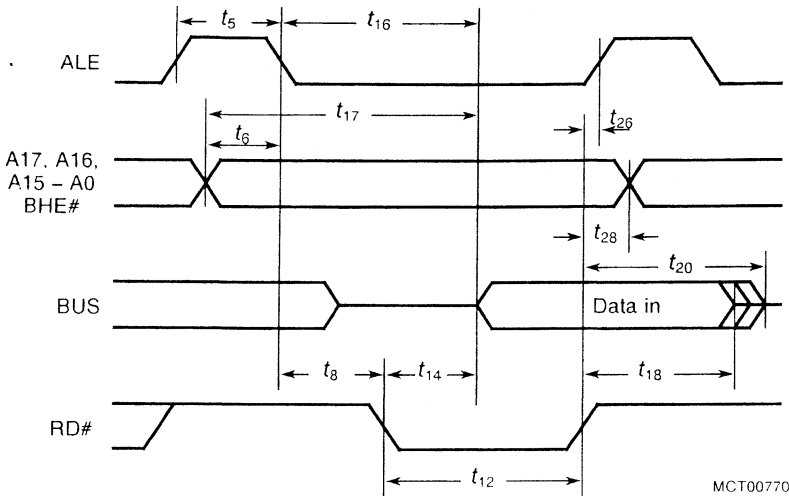 t5
t16
ALE
t17
t26
t6
A17, A16,
A15 – A0
BHE#
t28
t20
BUS
Data in
t8
t14
t18
RD#
t12
MCT00770